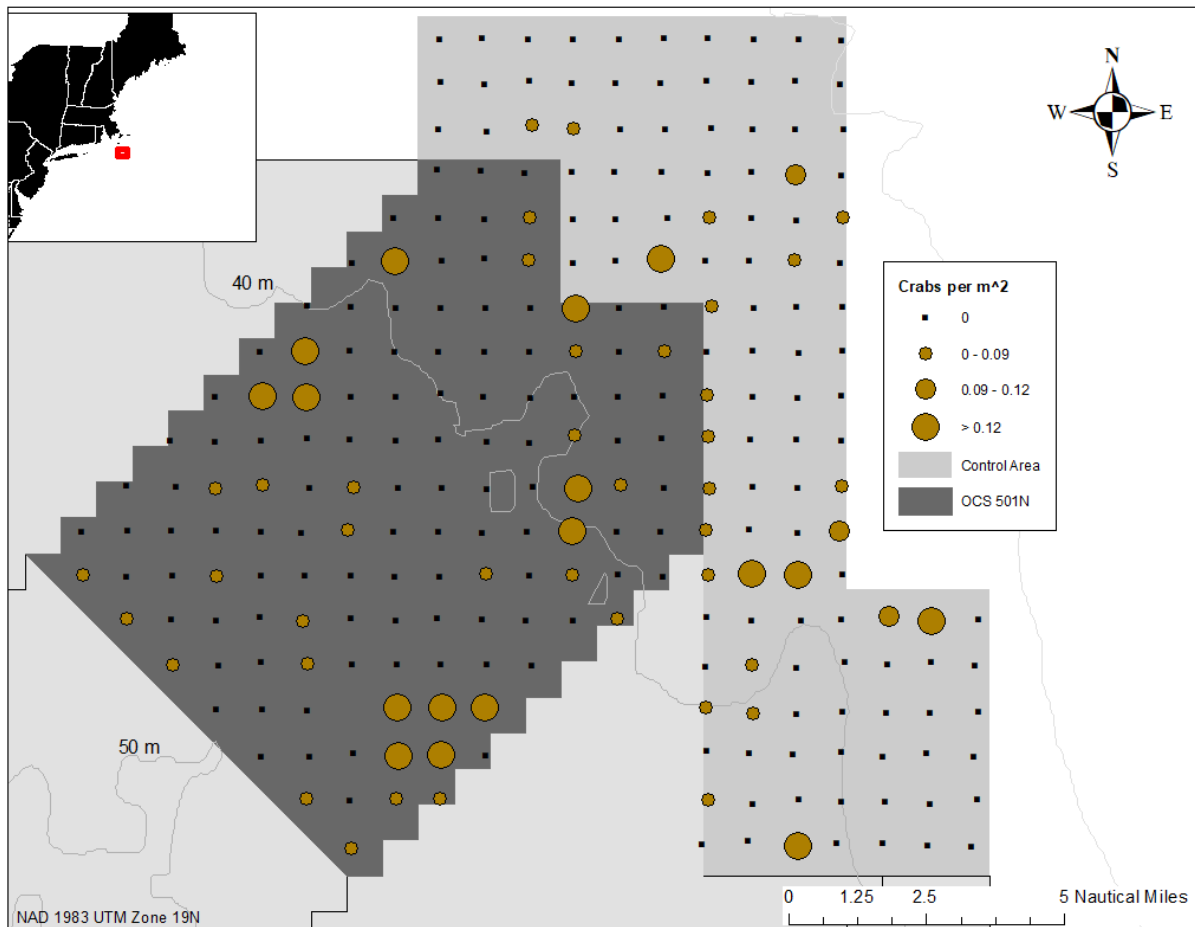 N
W E
S
40 m
Crabs per m^2
0
0 - 0.09
0.09 - 0.12
> 0.12
Control Area
OCS 501N
50 m
0 1.25 2.5 5 Nautical Miles
NAD 1983 UTM Zone 19N